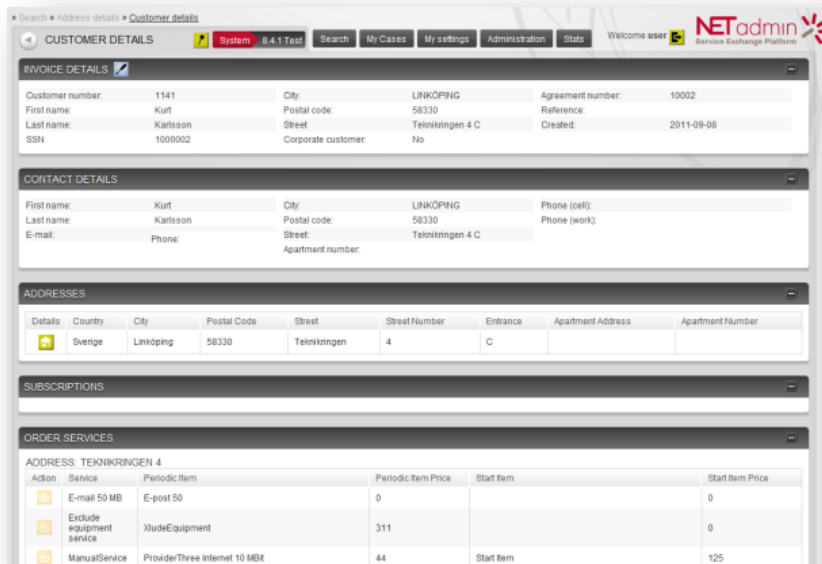 » Search » Address details » Customer details
CUSTOMER DETAILS System 8.4.1 Test Search My Cases My settings Administration Stats Welcome user NETadmin
Service Exchange Platform
INVOICE DETAILS
Customer number: 1141 City: LINKÖPING Agreement number: 10002
First name: Kurt Postal code: 58330 Reference:
Last name: Karlsson Street Teknikringen 4 C Created: 2011-09-08
SSN 1000002 Corporate customer: No
CONTACT DETAILS
First name: Kurt City: LINKÖPING Phone (cell):
Last name: Karlsson Postal code: 58330 Phone (work):
E-mail: Phone: Street: Teknikringen 4 C
Apartment number:
ADDRESSES
Details Country City Postal Code Street Street Number Entrance Apartment Address Apartment Number
Sverige Linköping 58330 Teknikringen 4 C
SUBSCRIPTIONS
ORDER SERVICES
ADDRESS: TEKNIKRINGEN 4
Action Service Periodic Item Periodic Item Price Start Item Start Item Price
E-mail 50 MB E-post 50 0 0
Exclude
equipment XludeEquipment 311 0
service
ManualService ProviderThree Internet 10 MBit 44 Start Item 125